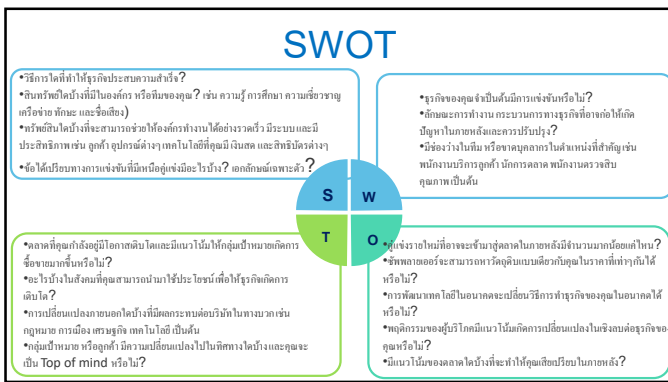 SWOT
•วิธีการใดที่ทำให้ธุรกิจประสบความสำเร็จ?
•สินทรัพย์ใดบ้างที่มีในองค์กร หรือทีมของคุณ? เช่น ความรู้ การศึกษา ความเชี่ยวชาญ
เครือข่าย ทักษะ และชื่อเสียง)
•ทรัพย์สินใดบ้างที่จะสามารถช่วยให้องค์กรทำงานได้อย่างรวดเร็ว มีระบบ และมี
ประสิทธิภาพ เช่น ลูกค้า อุปกรณ์ต่างๆ เทคโนโลยีที่คุณมี เงินสด และสิทธิบัตรต่างๆ
•ข้อได้เปรียบทางการแข่งขันที่มีเหนือคู่แข่งมีอะไรบ้าง? เอกลักษณ์เฉพาะตัว ?
•ธุรกิจของคุณจำเป็นต้นมีการแข่งขันหรือไม่?
•ลักษณะการทำงาน กระบวนการทางธุรกิจที่อาจก่อให้เกิด
ปัญหาในภายหลังและควรปรับปรุง?
•มีช่องว่างในทีม หรือขาดบุคลากรในตำแหน่งที่สำคัญ เช่น
พนักงานบริการลูกค้า นักการตลาด พนักงานตรวจสิบ
คุณภาพ เป็นต้น
S
W
T
O
•ตลาดที่คุณกำลังอยู่มีโอกาสเติบโตและมีแนวโน้มให้กลุ่มเป้าหมายเกิดการ
ซื้อขายมากขึ้นหรือไม่?
•อะไรบ้างในสังคมที่คุณสามารถนำมาใช้ประโยชน์เพื่อให้ธุรกิจเกิดการ
เติบโต?
•การเปลี่ยนแปลงภายนอกใดบ้างที่มีผลกระทบต่อบริษัทในทางบวก เช่น
กฎหมาย การเมือง เศรษฐกิจ เทคโนโลยี เป็นต้น
•กลุ่มเป้าหมาย หรือลูกค้า มีความเปลี่ยนแปลงไปในทิศทางใดบ้างและคุณจะ
เป็น Top of mind หรือไม่?
•คู่แข่งรายใหม่ที่อาจจะเข้ามาสู่ตลาดในภายหลังมีจำนวนมากน้อยแค่ไหน?
•ซัพพลายเออร์จะสามารถหาวัตถุดิบแบบเดียวกับคุณในราคาที่เท่าๆกันได้
หรือไม่?
•การพัฒนาเทคโนโลยีในอนาคตจะเปลี่ยนวิธีการทำธุรกิจของคุณในอนาคตได้
หรือไม่?
•พฤติกรรมของผู้บริโภคมีแนวโน้มเกิดการเปลี่ยนแปลงในเชิงลบต่อธุรกิจของ
คุณหรือไม่?
•มีแนวโน้มของตลาดใดบ้างที่จะทำให้คุณเสียเปรียบในภายหลัง?